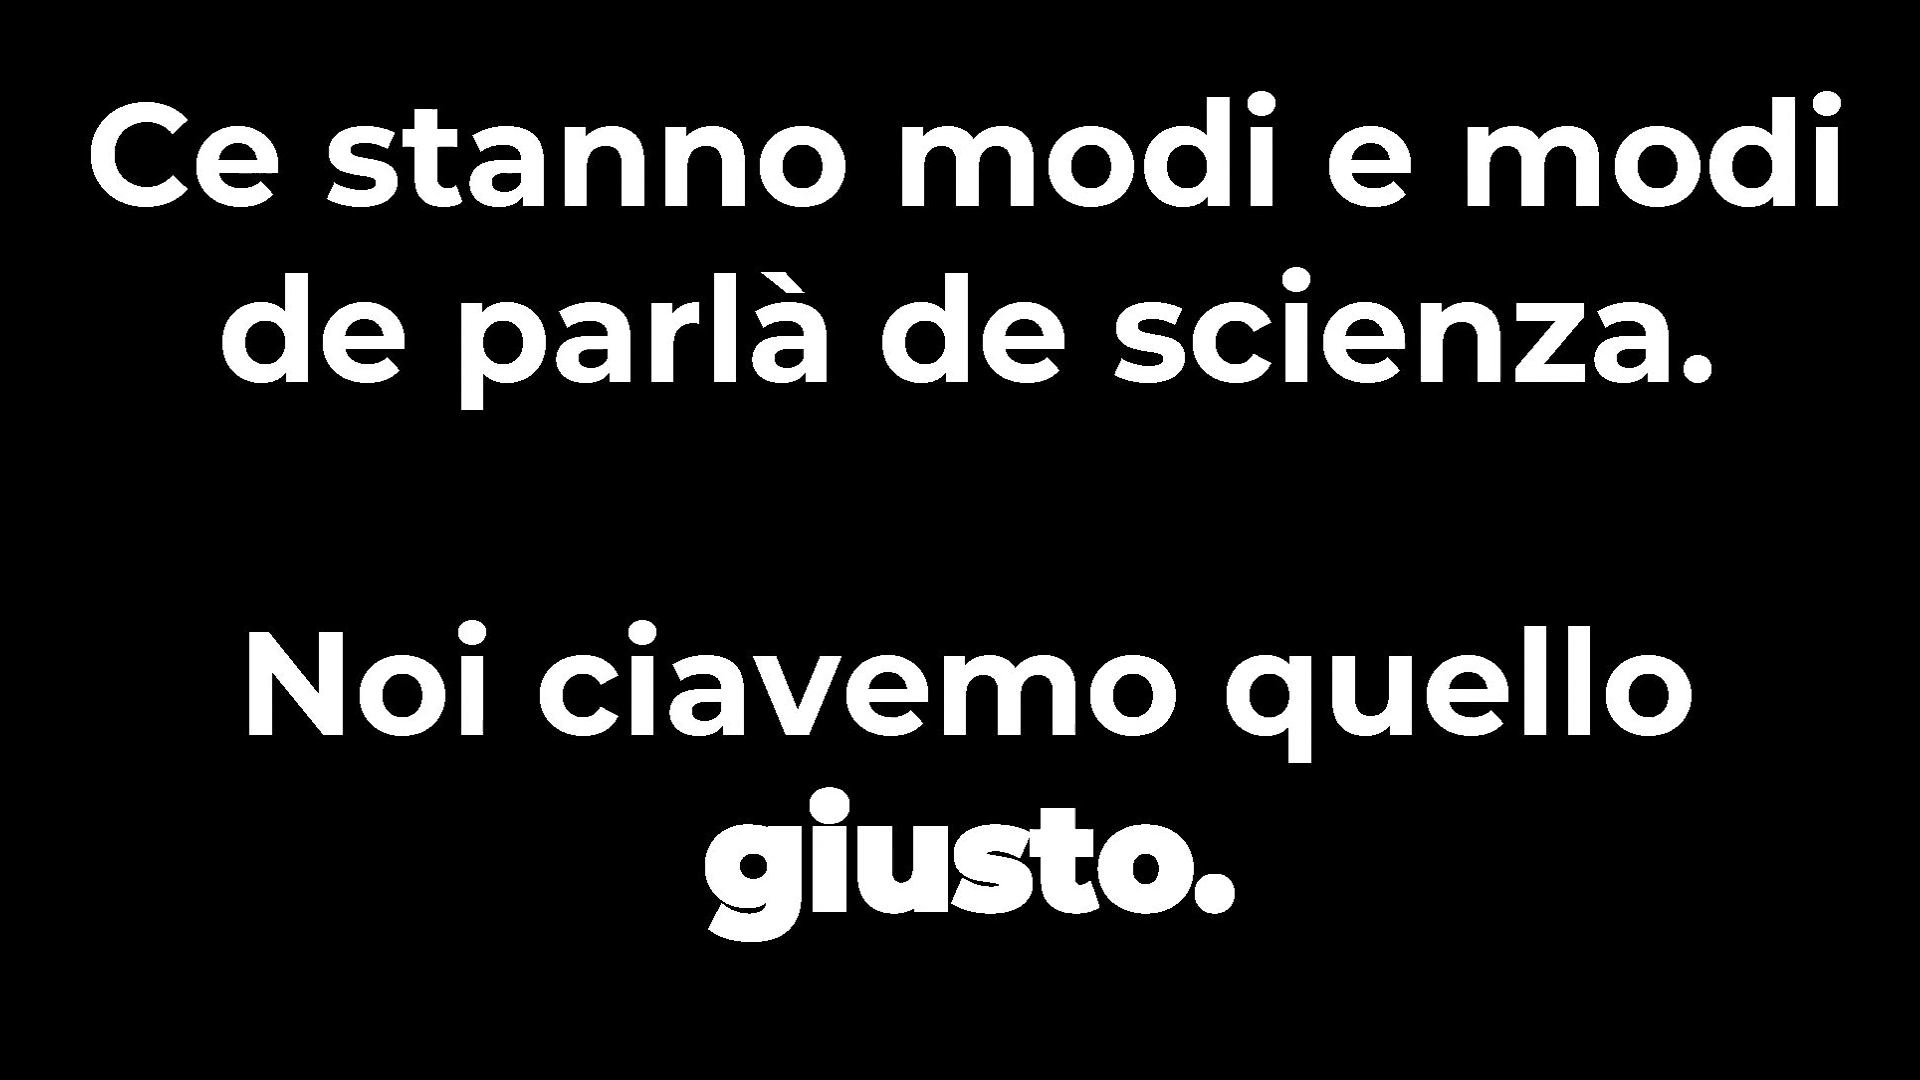 Ce stanno modi e modi
de parlà de scienza.
Noi ciavemo quello
giusto.